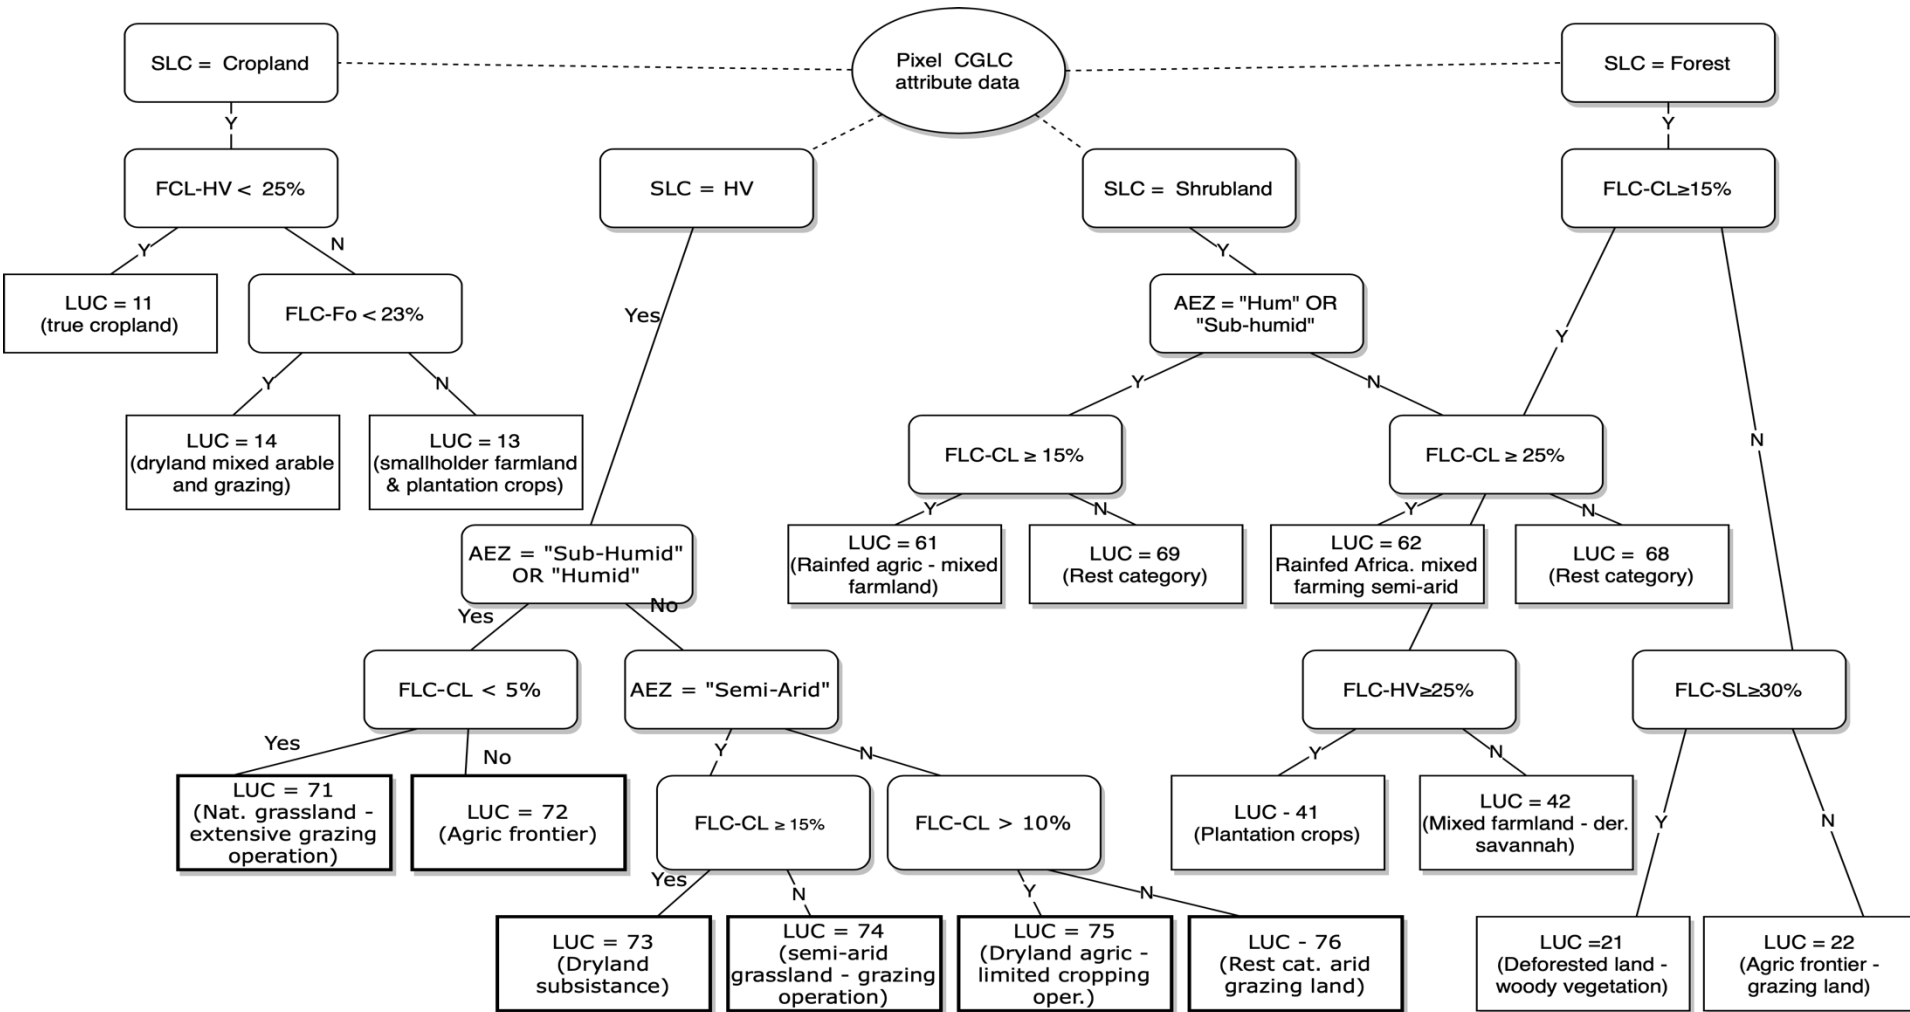 SLC = Cropland
Pixel CGLC
attribute data
SLC = Forest
Y
Y
FCL-HV < 25%
SLC = HV
SLC = Shrubland
FLC-CL≥15%
Y
N
Y
LUC = 11
(true cropland)
FLC-Fo < 23%
Yes
AEZ = "Hum" OR
"Sub-humid"
Y
Y
N
Y
N
N
LUC = 14
(dryland mixed arable
and grazing)
LUC = 13
(smallholder farmland
& plantation crops)
FLC-CL ≥ 15%
FLC-CL ≥ 25%
Y
N
Y
N
AEZ = "Sub-Humid"
OR "Humid"
LUC = 61
(Rainfed agric - mixed
farmland)
LUC = 69
(Rest category)
LUC = 62
Rainfed Africa. mixed
farming semi-arid
LUC = 68
(Rest category)
Yes
No
FLC-CL < 5%
AEZ = "Semi-Arid"
FLC-HV≥25%
FLC-SL≥30%
Yes
No
Y
N
Y
N
Y
N
LUC = 71
(Nat. grassland -
extensive grazing
operation)
LUC = 72
(Agric frontier)
FLC-CL ≥ 15%
FLC-CL > 10%
LUC - 41
(Plantation crops)
LUC = 42
(Mixed farmland - der.
savannah)
Yes
N
Y
N
LUC = 73
(Dryland
subsistance)
LUC = 74
(semi-arid
grassland - grazing
operation)
LUC = 75
(Dryland agric -
limited cropping
oper.)
LUC - 76
(Rest cat. arid
grazing land)
LUC =21
(Deforested land -
woody vegetation)
LUC = 22
(Agric frontier -
grazing land)